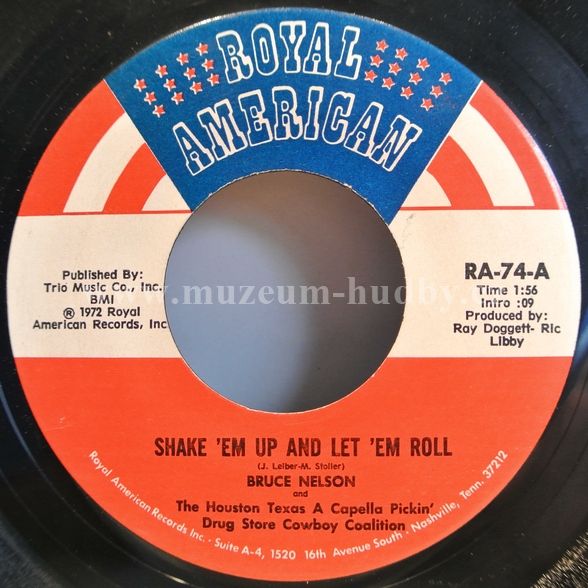 ROYAL
AMERICAN
Published By:
Trio Music Co., Inc.
BMI
℗ 1972 Royal
American Records, Inc
RA-74-A
Time 1:56
Intro :09
Produced by:
Ray Doggett- Ric
Libby
www.muzeum-hudby.
SHAKE 'EM UP AND LET 'EM ROLL
(J. Leiber-M. Stoller)
BRUCE NELSON
and
The Houston Texas A Capella Pickin'
Drug Store Cowboy Coalition
Royal American Records Inc. · Suite A-4, 1520 16th Avenue South - Nashville, Tenn. 37212